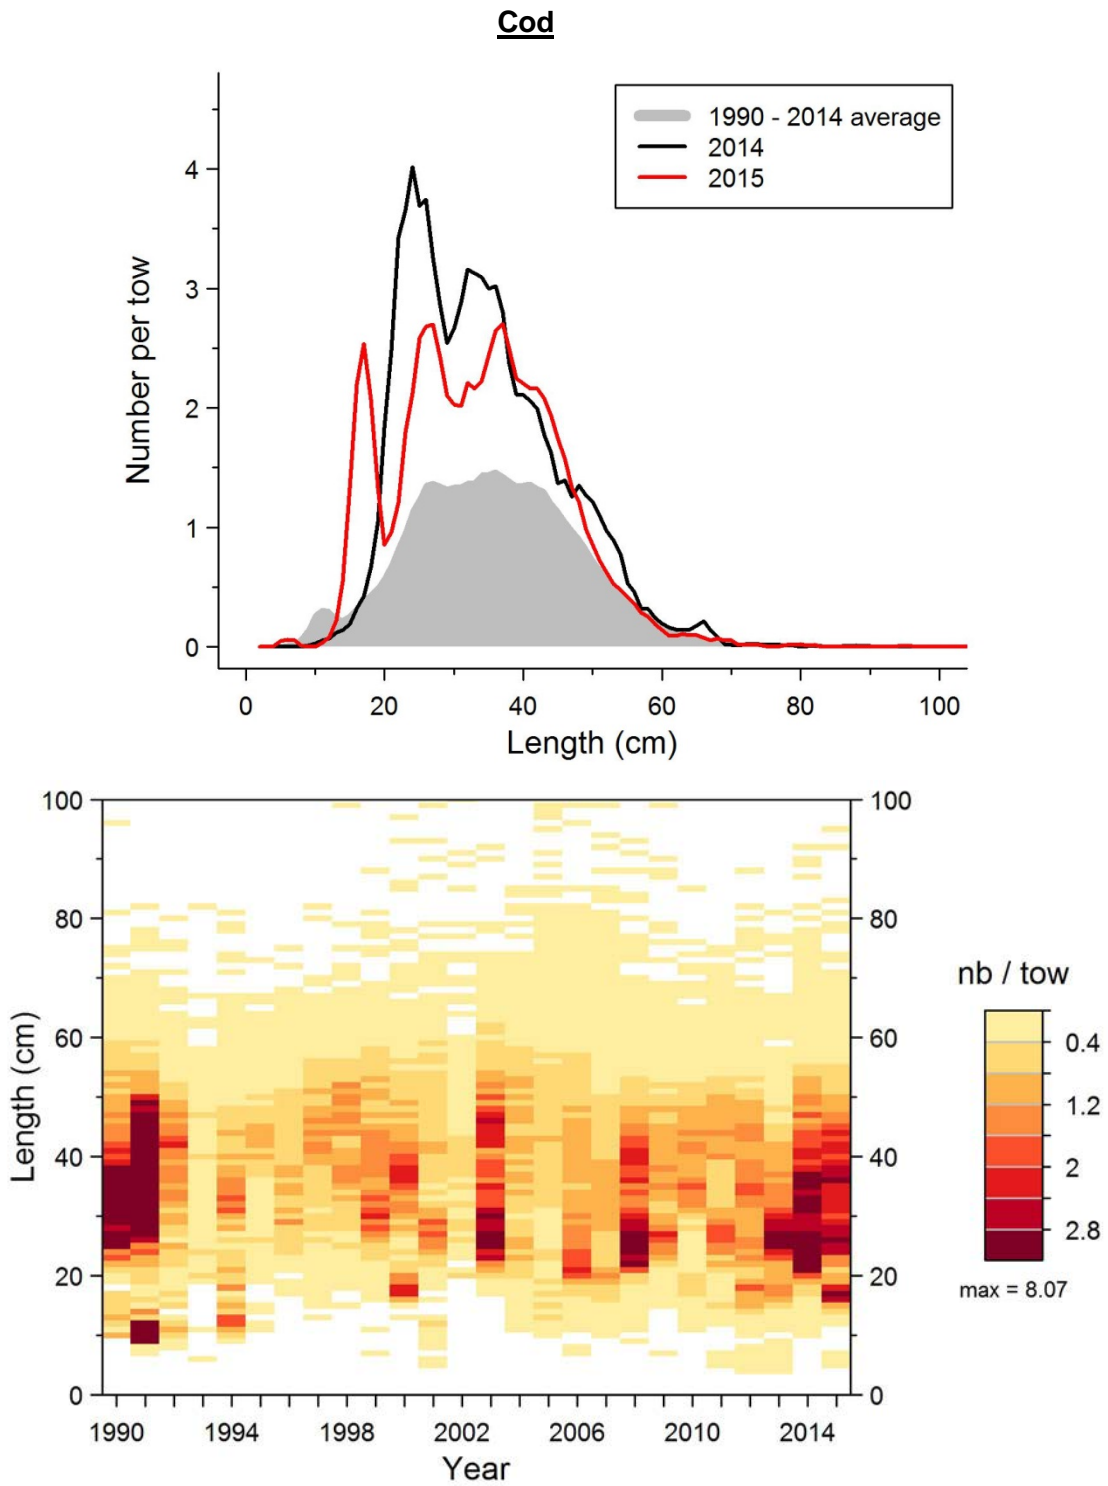 Cod
1990 - 2014 average
2014
2015
Number per tow
4
3
2
1
0
0 20 40 60 80 100
Length (cm)
100 100
80 80
60 60
40 40
20 20
0 0
Length (cm)
1990 1994 1998 2002 2006 2010 2014
Year
nb / tow
0.4
1.2
2
2.8
max = 8.07